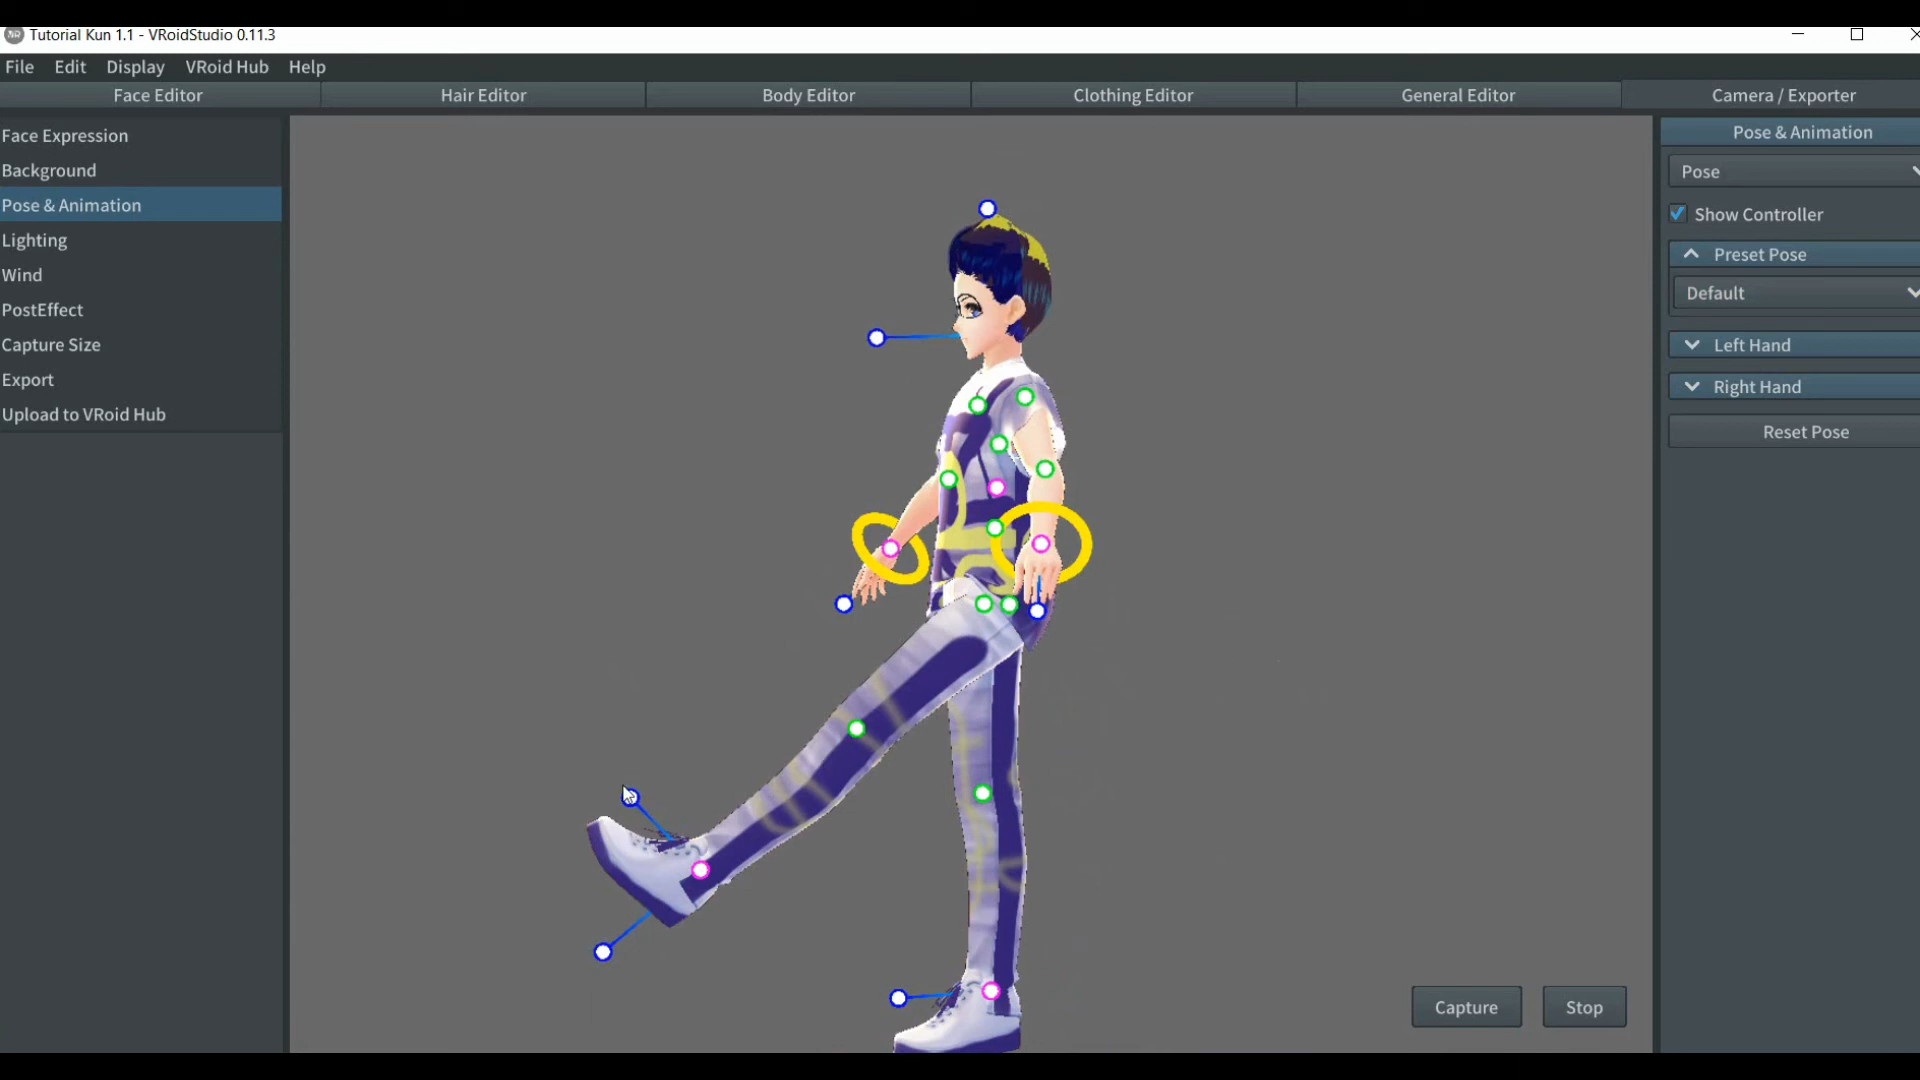 Tutorial Kun 1.1 - VRoidStudio 0.11.3
File Edit Display VRoid Hub Help
Face Editor Hair Editor Body Editor Clothing Editor General Editor Camera / Exporter
Face Expression
Background
Pose & Animation
Lighting
Wind
PostEffect
Capture Size
Export
Upload to VRoid Hub
Pose & Animation
Pose
Show Controller
Preset Pose
Default
Left Hand
Right Hand
Reset Pose
Capture Stop